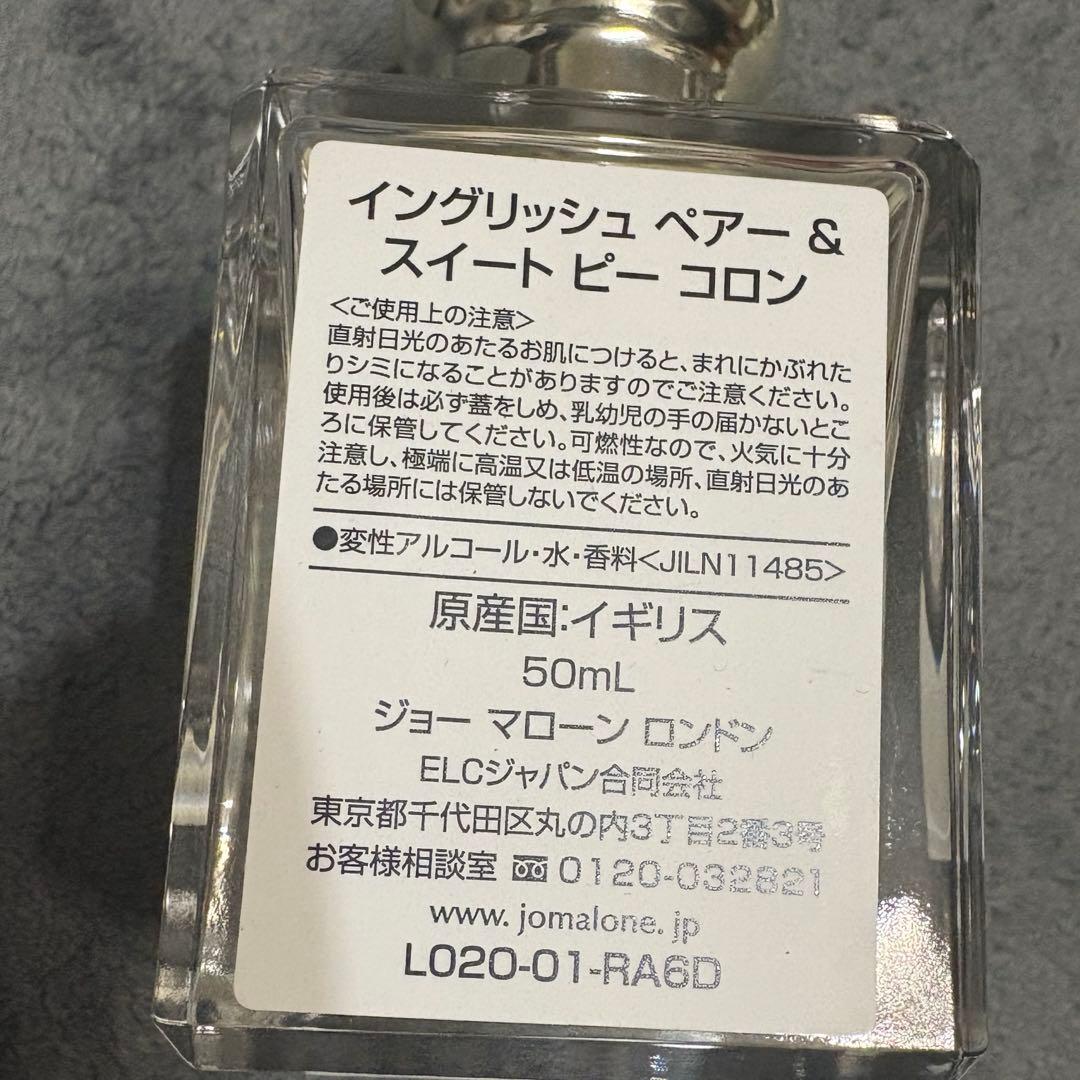 イングリッシュ ペアー &
スイート ピー コロン
<ご使用上の注意>
直射日光のあたるお肌につけると、まれにかぶれた
りシミになることがありますのでご注意ください。
使用後は必ず蓋をしめ、乳幼児の手の届かないとこ
ろに保管してください。可燃性なので、火気に十分
注意し、極端に高温又は低温の場所、直射日光のあ
たる場所には保管しないでください。
●変性アルコール・水・香料<JILN11485>
原産国:イギリス
50mL
ジョー マローン ロンドン
ELCジャパン合同会社
東京都千代田区丸の内3丁目2番3号
お客様相談室 0120-032821
www. jomalone. jp
L020-01-RA6D